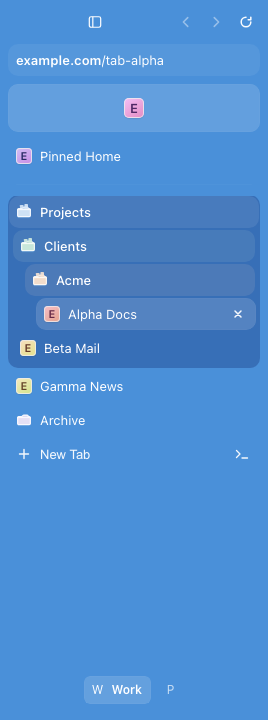 example.com/tab-alpha
E
E Pinned Home
Projects
Clients
Acme
E Alpha Docs
E Beta Mail
E Gamma News
Archive
New Tab
W Work P